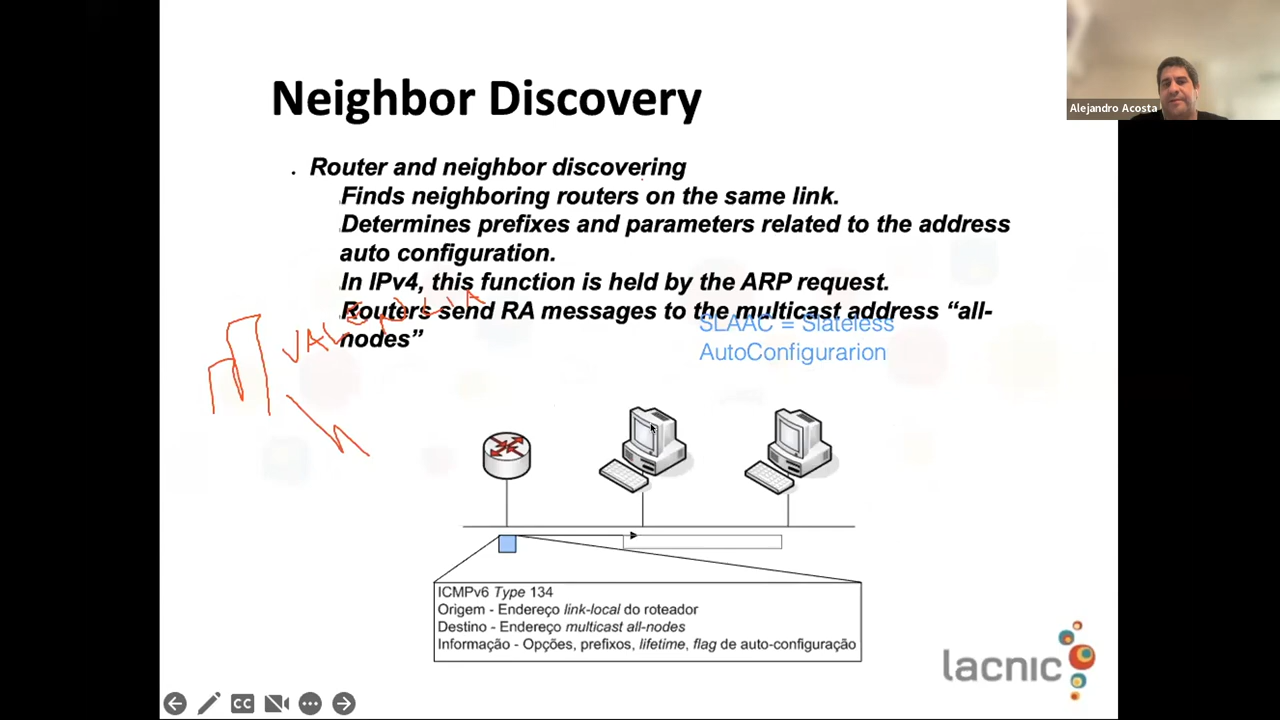 Neighbor Discovery
Alejandro Acosta
Router and neighbor discovering
Finds neighboring routers on the same link.
Determines prefixes and parameters related to the address
auto configuration.
In IPv4, this function is held by the ARP request.
Routers send RA messages to the multicast address “all-
nodes”
VALENCIA
SLAAC = Slateless
AutoConfigurarion
ICMPv6 Type 134
Origem - Endereço link-local do roteador
Destino - Endereço multicast all-nodes
Informação - Opções, prefixos, lifetime, flag de auto-configuração
lacnic
CC